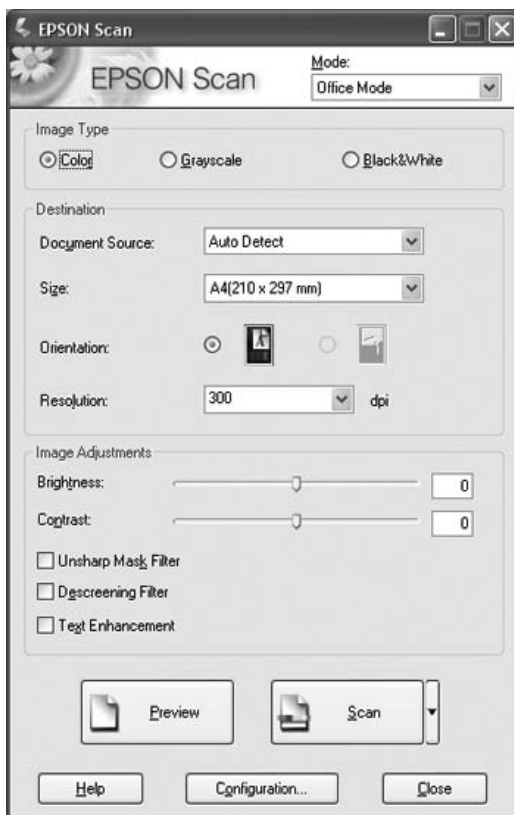 EPSON Scan
EPSON Scan
Mode:
Office Mode
Image Type
Color Grayscale Black&White
Destination
Document Source: Auto Detect
Size: A4(210 x 297 mm)
Orientation:
Resolution: 300 dpi
Image Adjustments
Brightness: 0
Contrast: 0
Unsharp Mask Filter
Descreening Filter
Text Enhancement
Preview Scan
Help Configuration... Close